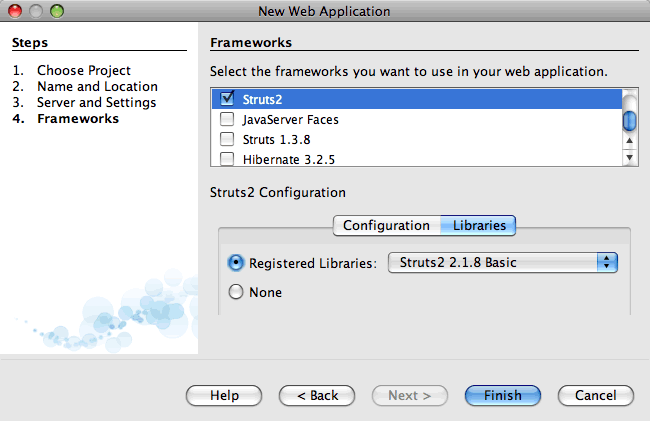 New Web Application
Steps
1. Choose Project
2. Name and Location
3. Server and Settings
4. Frameworks
Frameworks
Select the frameworks you want to use in your web application.
Struts2
JavaServer Faces
Struts 1.3.8
Hibernate 3.2.5
Struts2 Configuration
Configuration Libraries
Registered Libraries: Struts2 2.1.8 Basic
None
Help < Back Next > Finish Cancel